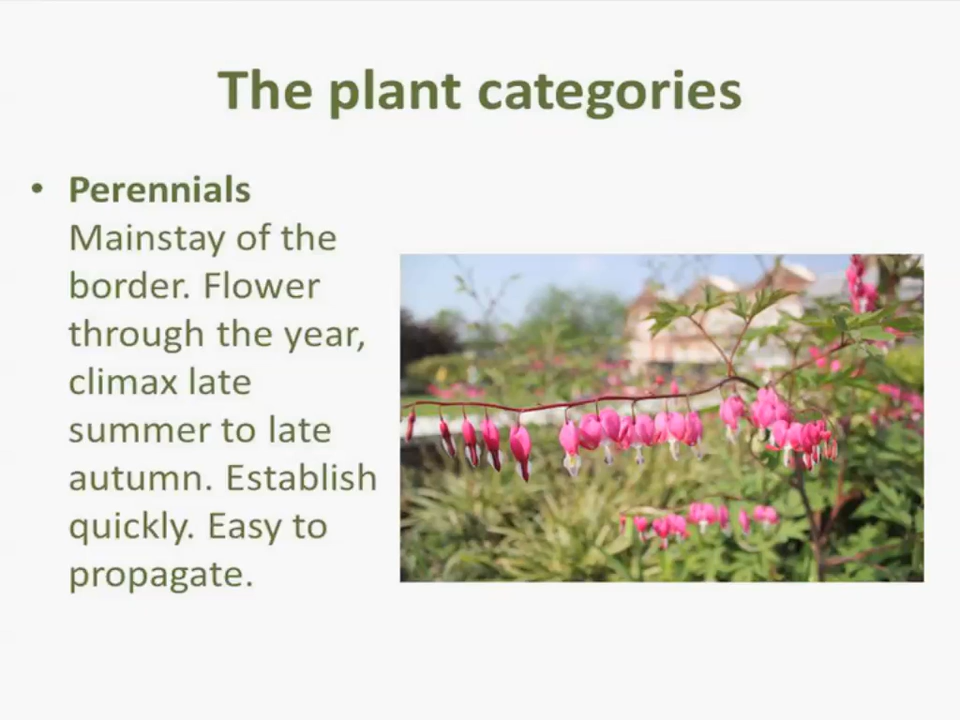 The plant categories
• Perennials
Mainstay of the
border. Flower
through the year,
climax late
summer to late
autumn. Establish
quickly. Easy to
propagate.